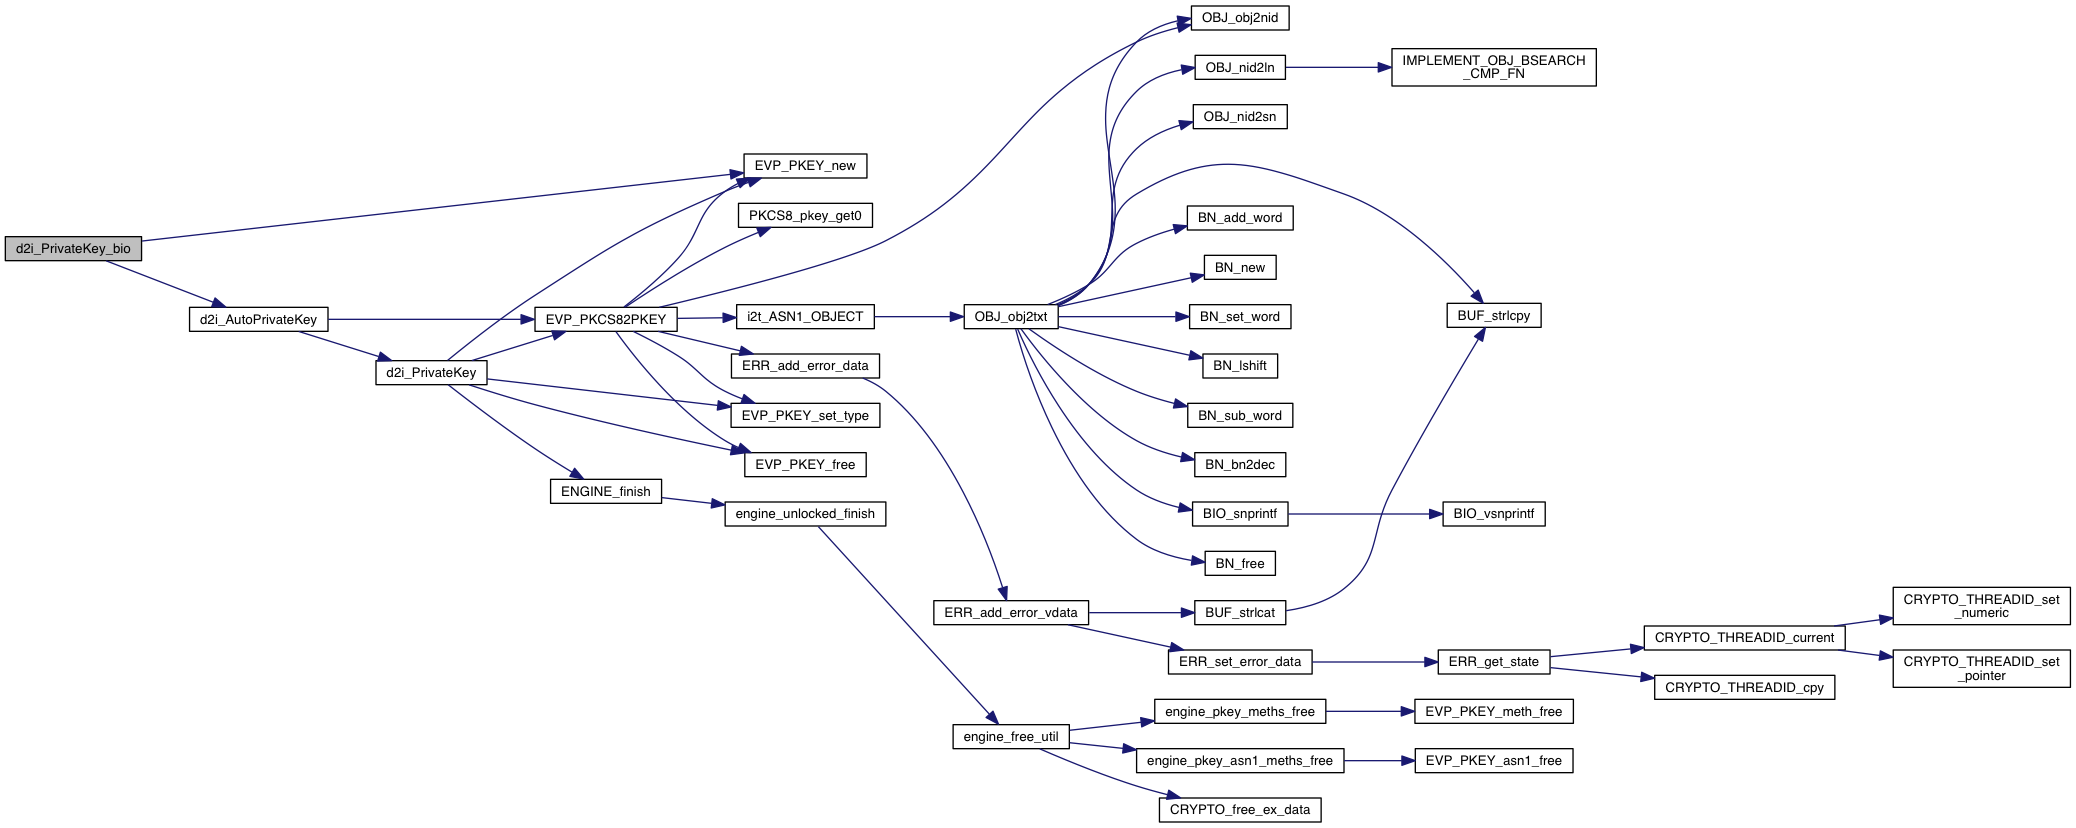 OBJ_obj2nid
OBJ_nid2ln
IMPLEMENT_OBJ_BSEARCH
_CMP_FN
OBJ_nid2sn
EVP_PKEY_new
PKCS8_pkey_get0
BN_add_word
d2i_PrivateKey_bio
BN_new
d2i_AutoPrivateKey
EVP_PKCS82PKEY
i2t_ASN1_OBJECT
OBJ_obj2txt
BN_set_word
BUF_strlcpy
d2i_PrivateKey
ERR_add_error_data
BN_lshift
EVP_PKEY_set_type
BN_sub_word
EVP_PKEY_free
BN_bn2dec
ENGINE_finish
engine_unlocked_finish
BIO_snprintf
BIO_vsnprintf
BN_free
ERR_add_error_vdata
BUF_strlcat
CRYPTO_THREADID_set
_numeric
ERR_set_error_data
ERR_get_state
CRYPTO_THREADID_current
CRYPTO_THREADID_set
_pointer
CRYPTO_THREADID_cpy
engine_pkey_meths_free
EVP_PKEY_meth_free
engine_free_util
engine_pkey_asn1_meths_free
EVP_PKEY_asn1_free
CRYPTO_free_ex_data